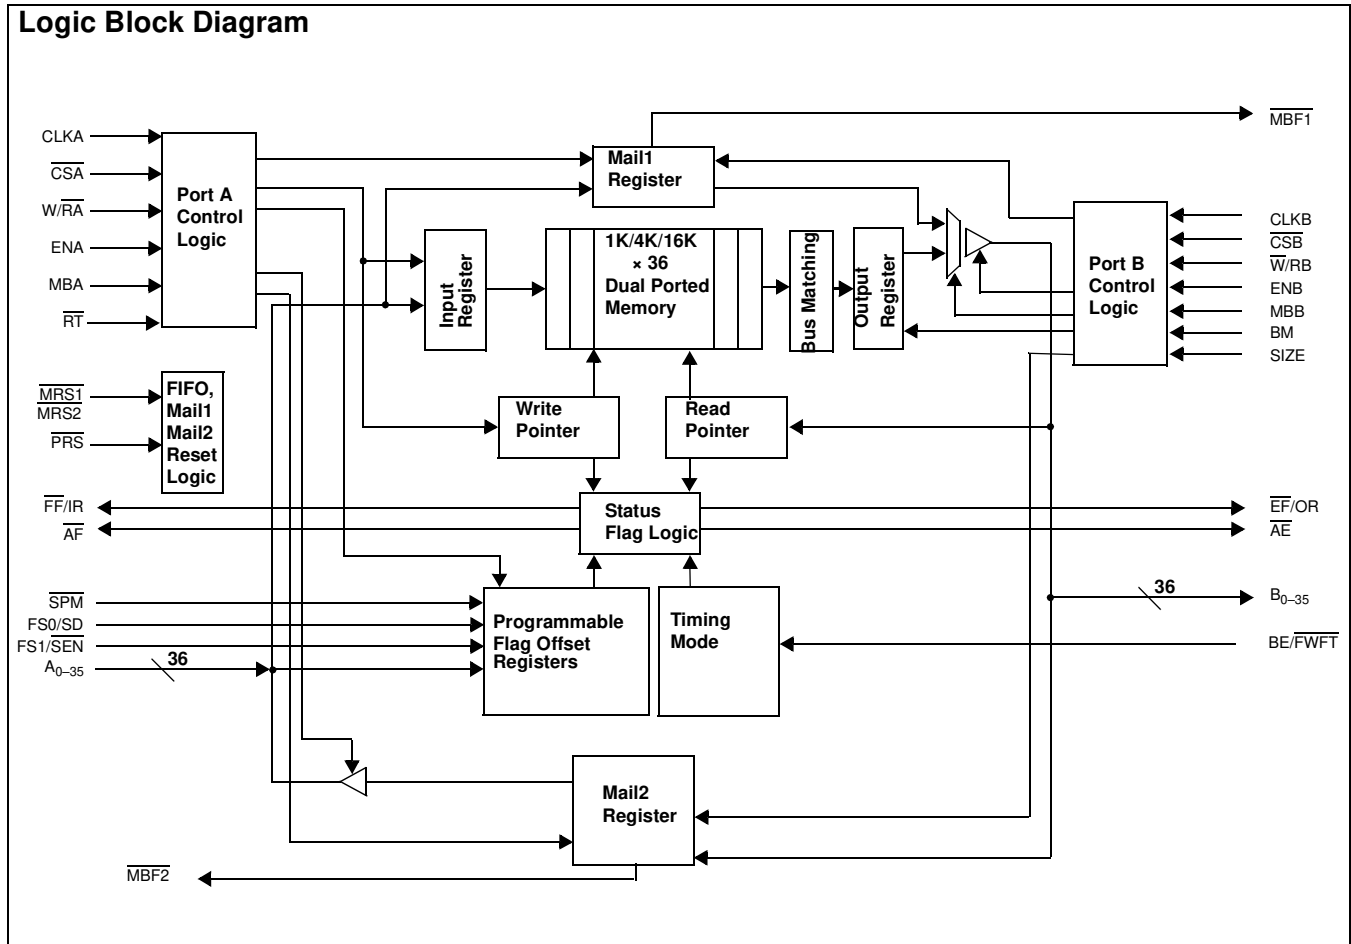 Logic Block Diagram
MBF1
CLKA
CSA
W/RA
ENA
MBA
RT
Port A
Control
Logic
Mail1
Register
Input
Register
1K/4K/16K
× 36
Dual Ported
Memory
Bus Matching
Output
Register
Port B
Control
Logic
CLKB
CSB
W/RB
ENB
MBB
BM
SIZE
MRS1
MRS2
PRS
FIFO,
Mail1
Mail2
Reset
Logic
Write
Pointer
Read
Pointer
FF/IR
AF
Status
Flag Logic
EF/OR
AE
SPM
FS0/SD
FS1/SEN
A0–35
36
Programmable
Flag Offset
Registers
Timing
Mode
36
B0–35
BE/FWFT
Mail2
Register
MBF2